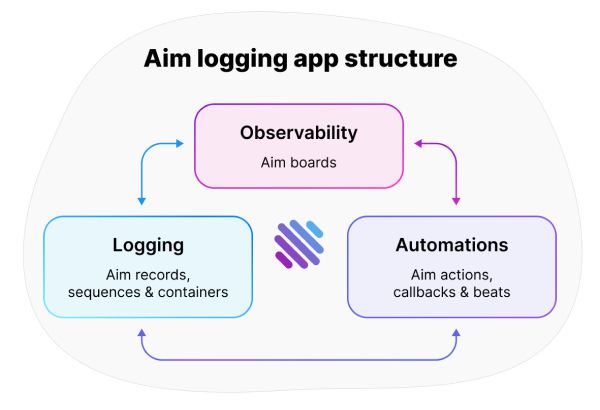 Aim logging app structure
Observability
Aim boards
Logging
Aim records,
sequences & containers
Automations
Aim actions,
callbacks & beats